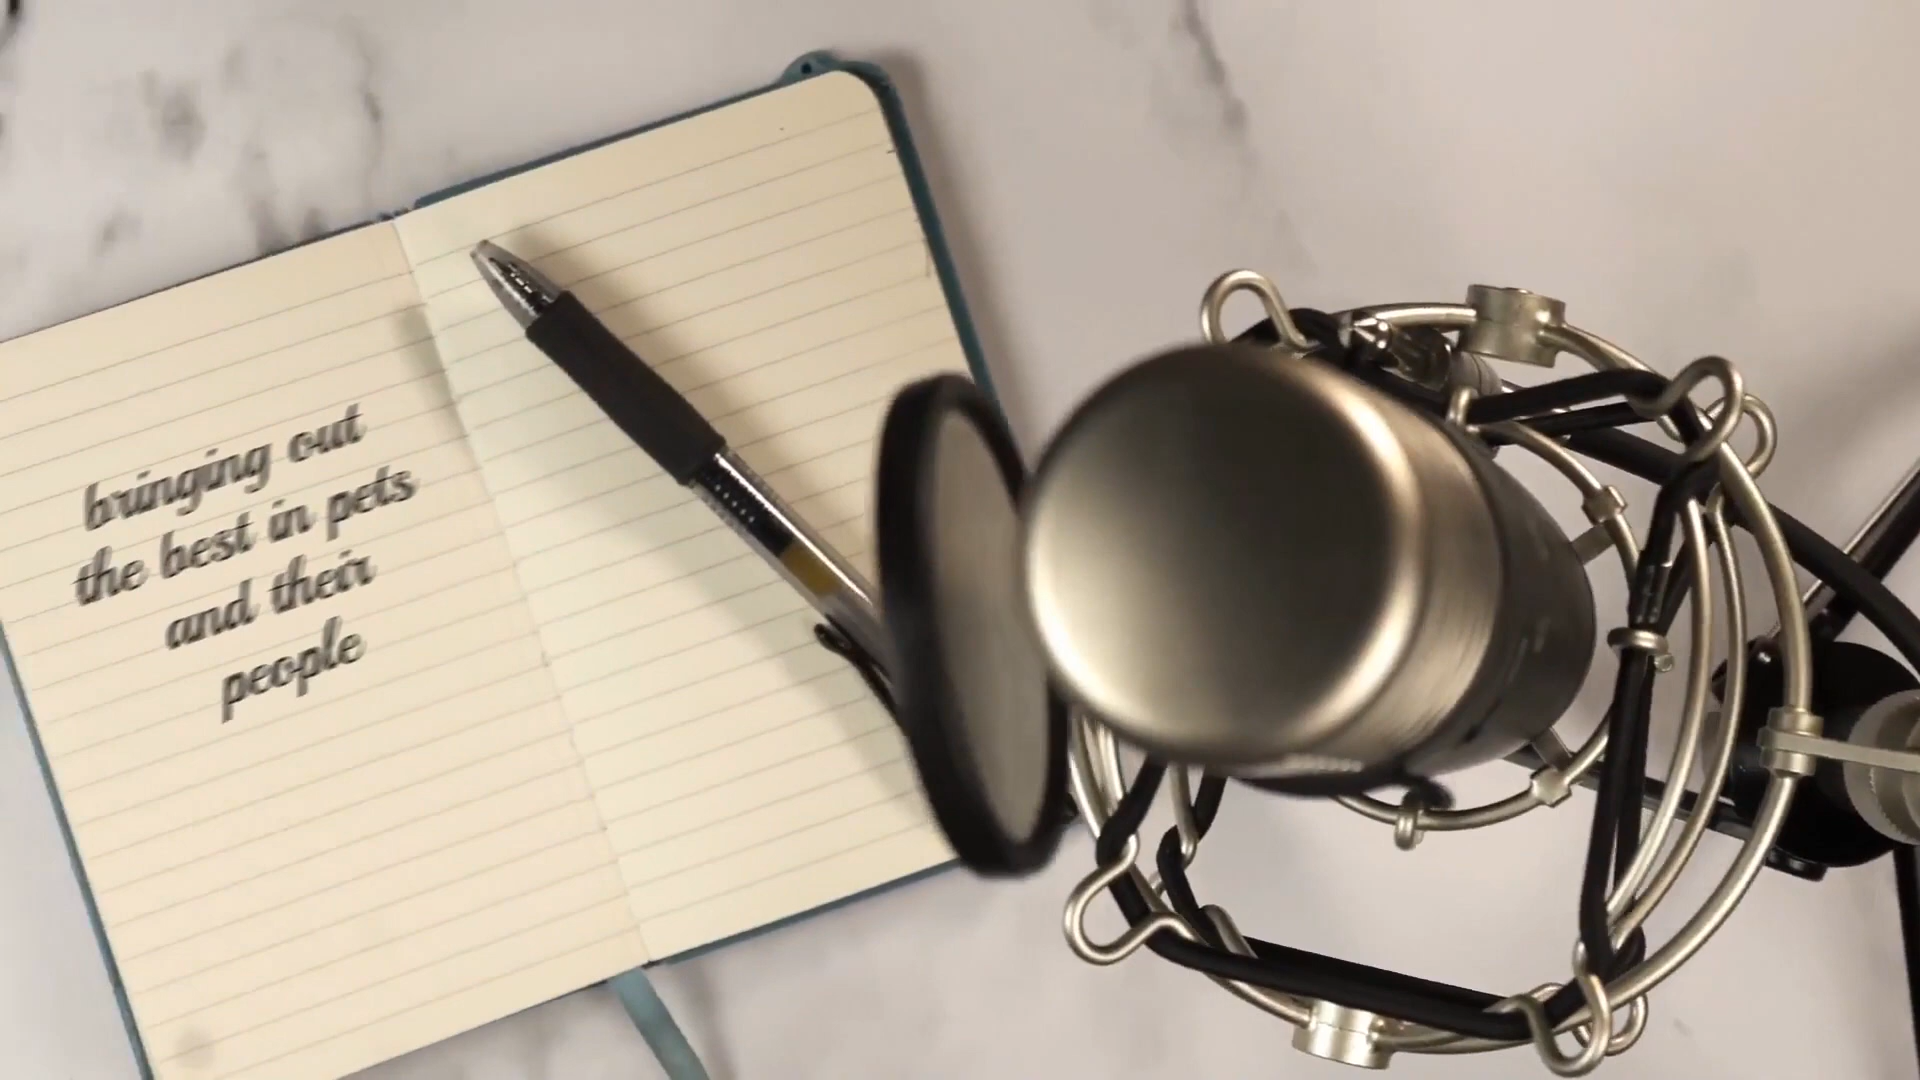 bringing out
the best in pets
and their
people